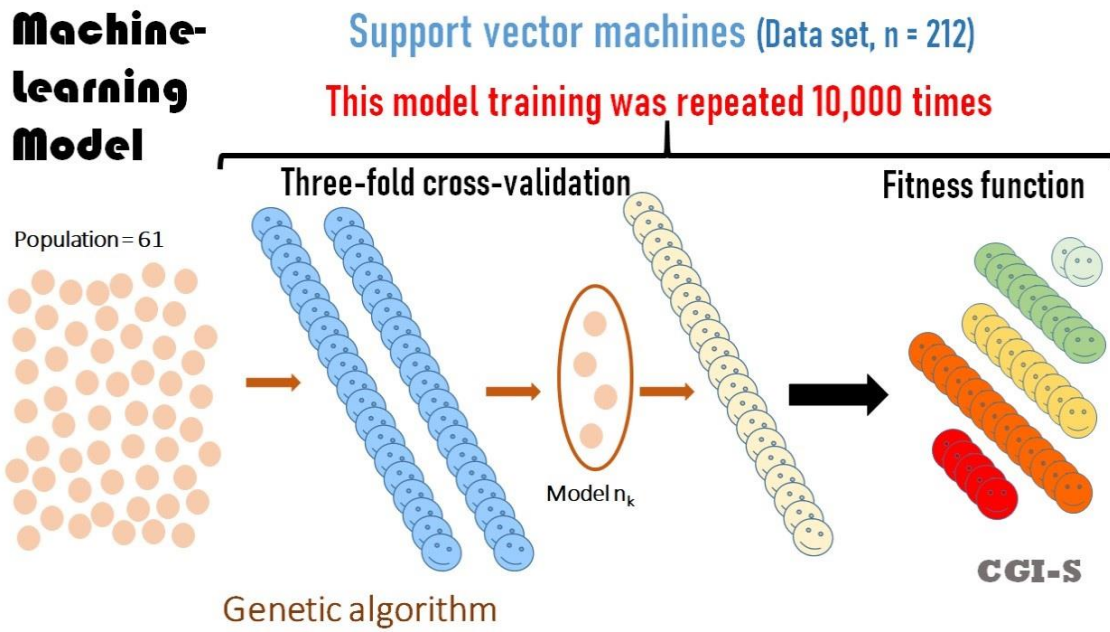 Machine-
Learning
Model
Support vector machines (Data set, n = 212)
This model training was repeated 10,000 times
Three-fold cross-validation
Fitness function
Population = 61
Model nk
CGI-S
Genetic algorithm